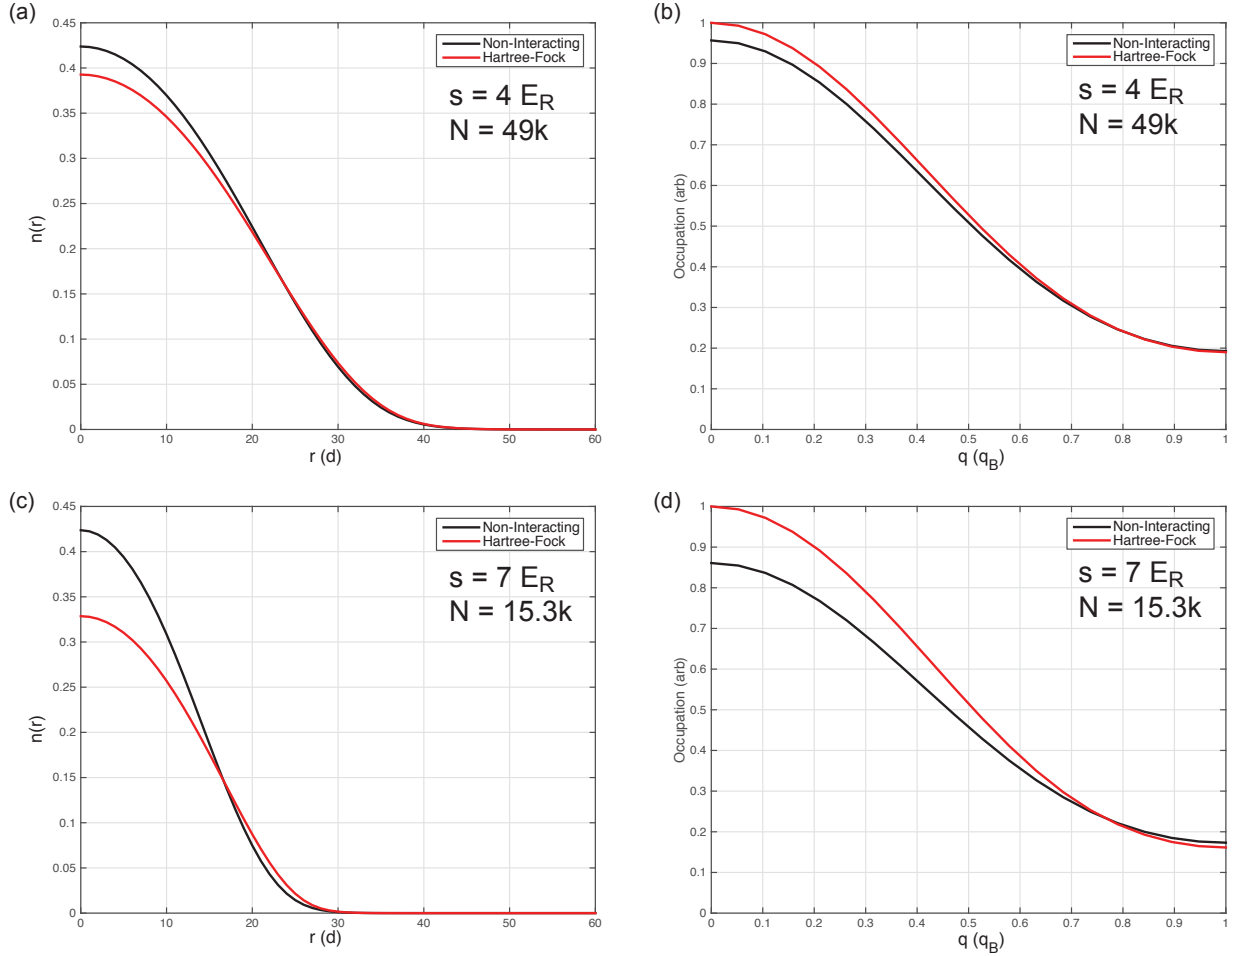 (a)
0.45
0.4
0.35
0.3
0.25
0.2
0.15
0.1
0.05
0
n(r)
Non-Interacting
Hartree-Fock
s = 4 E_R
N = 49k
0 10 20 30 40 50 60
r (d)
(b)
1
0.9
0.8
0.7
0.6
0.5
0.4
0.3
0.2
0.1
0
Occupation (arb)
Non-Interacting
Hartree-Fock
s = 4 E_R
N = 49k
0 0.1 0.2 0.3 0.4 0.5 0.6 0.7 0.8 0.9 1
q (q_B)
(c)
0.45
0.4
0.35
0.3
0.25
0.2
0.15
0.1
0.05
0
n(r)
Non-Interacting
Hartree-Fock
s = 7 E_R
N = 15.3k
0 10 20 30 40 50 60
r (d)
(d)
1
0.9
0.8
0.7
0.6
0.5
0.4
0.3
0.2
0.1
0
Occupation (arb)
Non-Interacting
Hartree-Fock
s = 7 E_R
N = 15.3k
0 0.1 0.2 0.3 0.4 0.5 0.6 0.7 0.8 0.9 1
q (q_B)